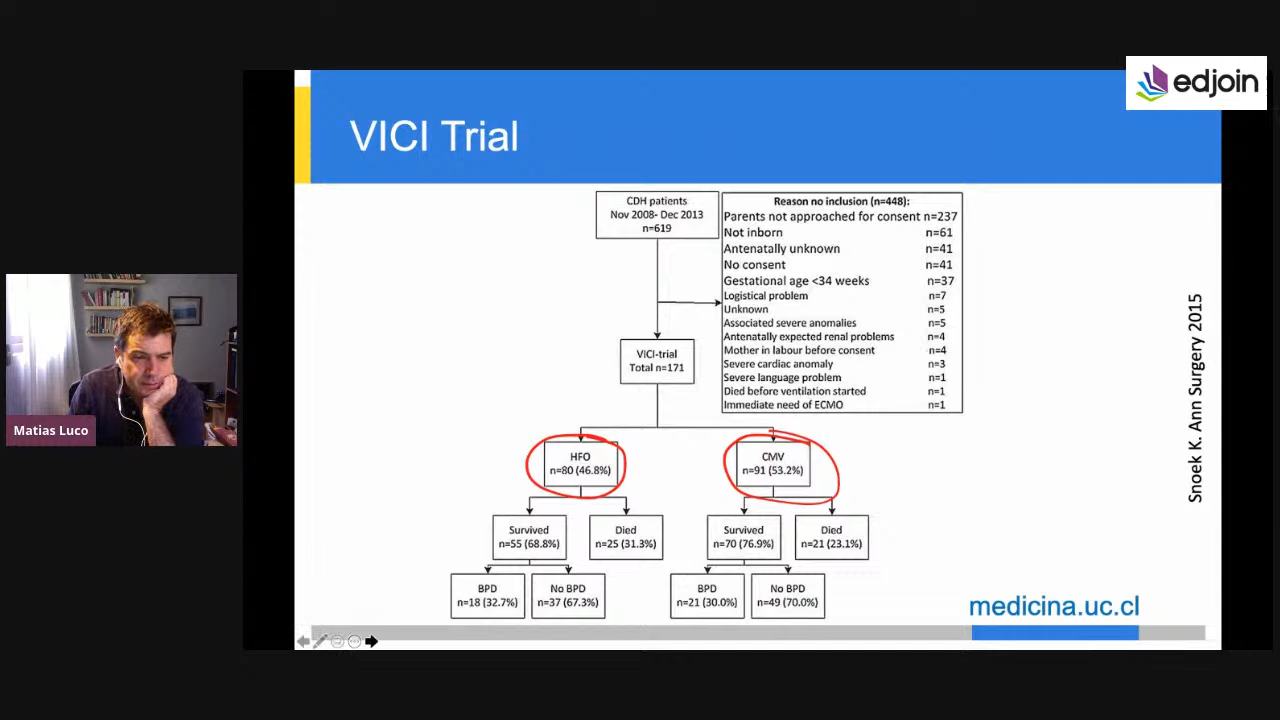 edjoin
VICI Trial
CDH patients
Nov 2008- Dec 2013
n=619
Reason no inclusion (n=448):
Parents not approached for consent n=237
Not inborn n=61
Antenatally unknown n=41
No consent n=41
Gestational age <34 weeks n=37
Logistical problem n=7
Unknown n=5
Associated severe anomalies n=5
Antenatally expected renal problems n=4
Mother in labour before consent n=4
Severe cardiac anomaly n=3
Severe language problem n=1
Died before ventilation started n=1
Immediate need of ECMO n=1
VICI-trial
Total n=171
HFO
n=80 (46.8%)
CMV
n=91 (53.2%)
Survived
n=55 (68.8%)
Died
n=25 (31.3%)
Survived
n=70 (76.9%)
Died
n=21 (23.1%)
BPD
n=18 (32.7%)
No BPD
n=37 (67.3%)
BPD
n=21 (30.0%)
No BPD
n=49 (70.0%)
Snoek K. Ann Surgery 2015
medicina.uc.cl
Matias Luco